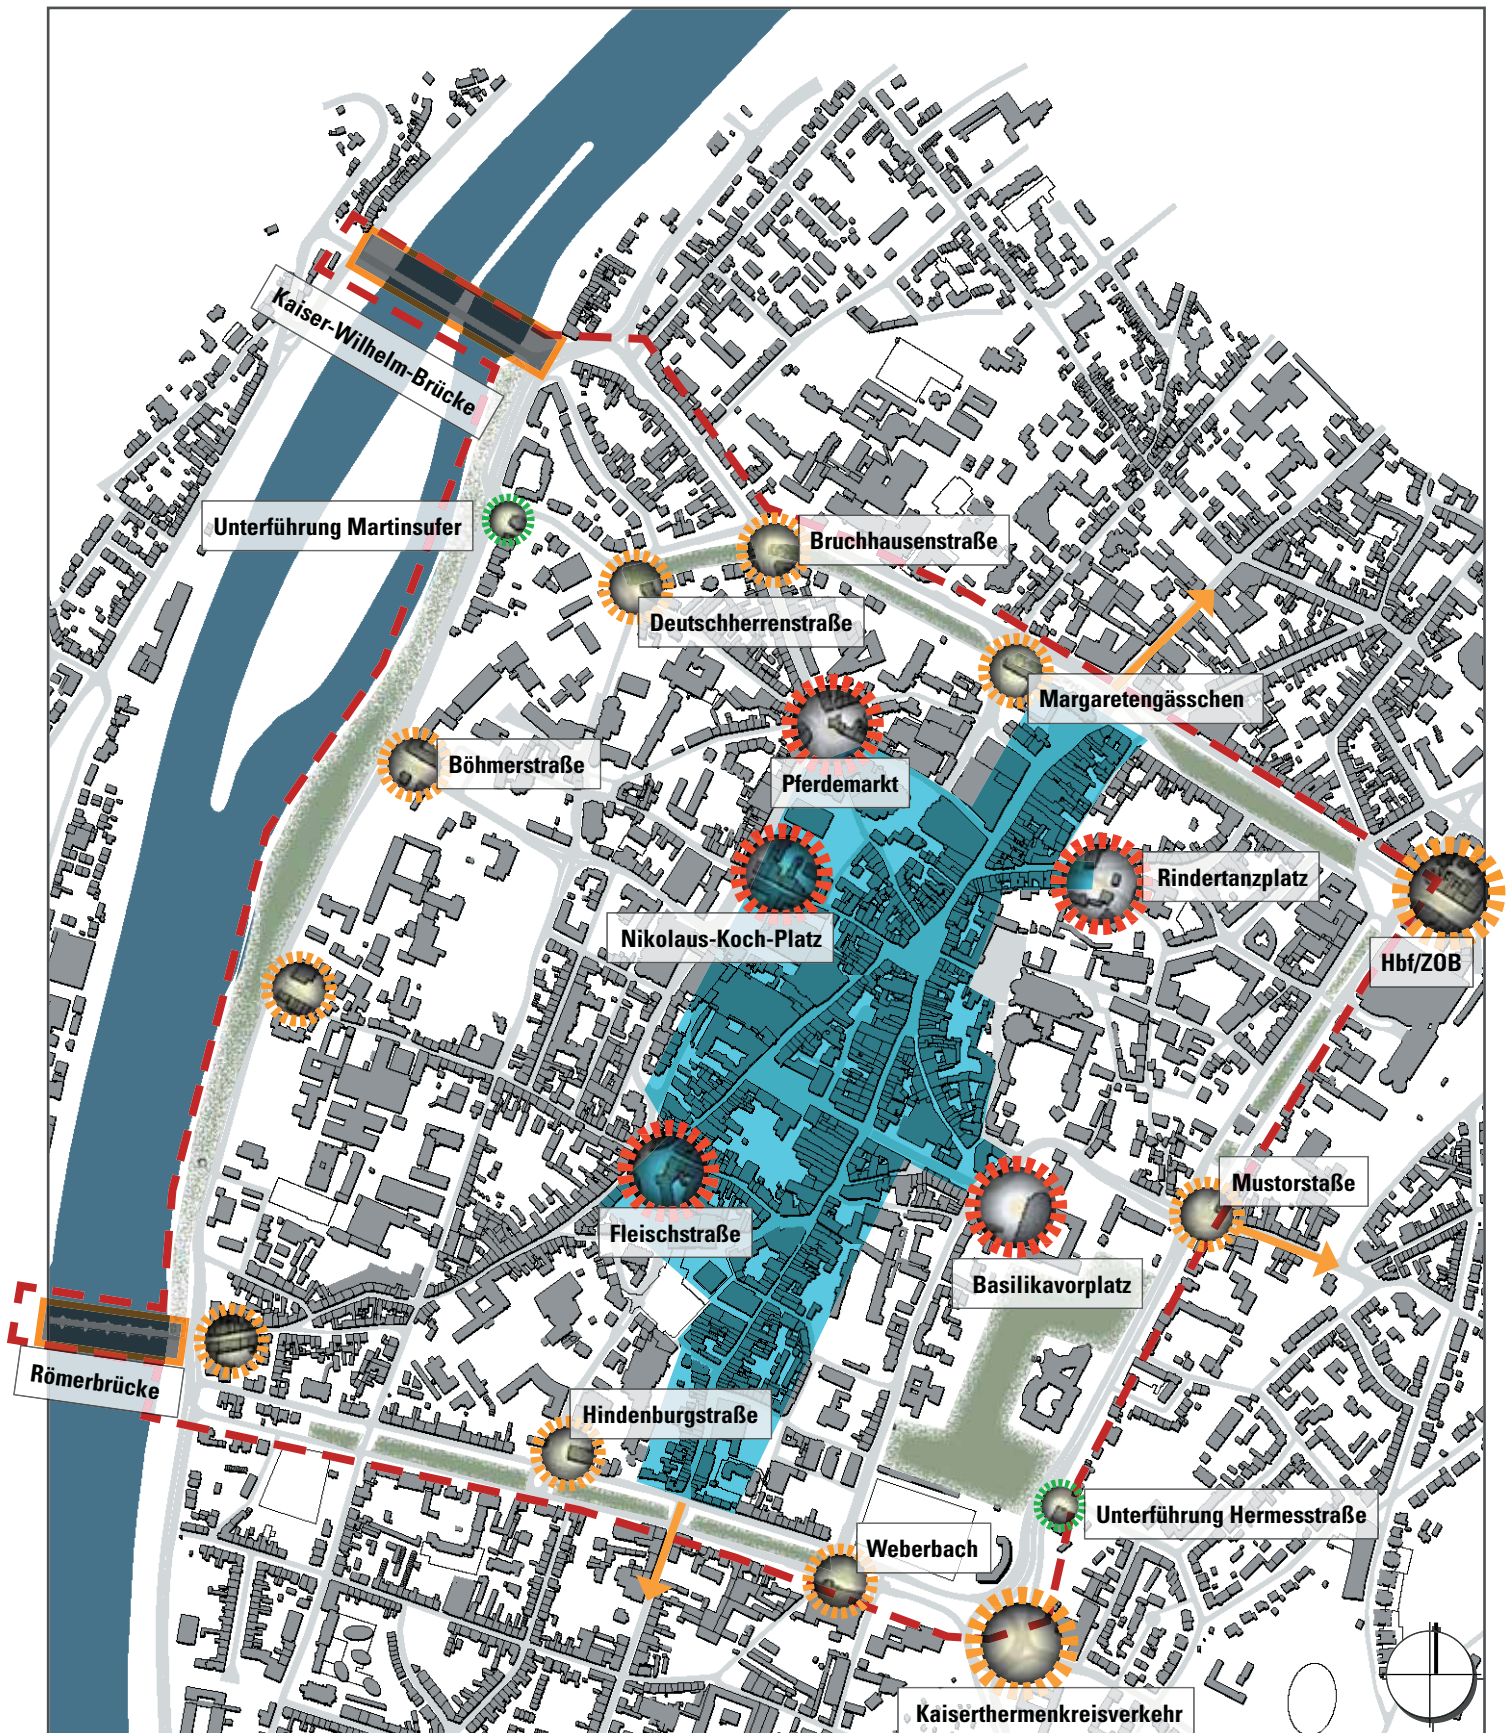 Kaiser-Wilhelm-Brücke
Unterführung Martinsufer
Bruchhausenstraße
Deutschherrenstraße
Margaretengässchen
Böhmerstraße
Pferdemarkt
Rindertanzplatz
Nikolaus-Koch-Platz
Hbf/ZOB
Mustorstaße
Fleischstraße
Basilikavorplatz
Römerbrücke
Hindenburgstraße
Unterführung Hermesstraße
Weberbach
Kaiserthermenkreisverkehr